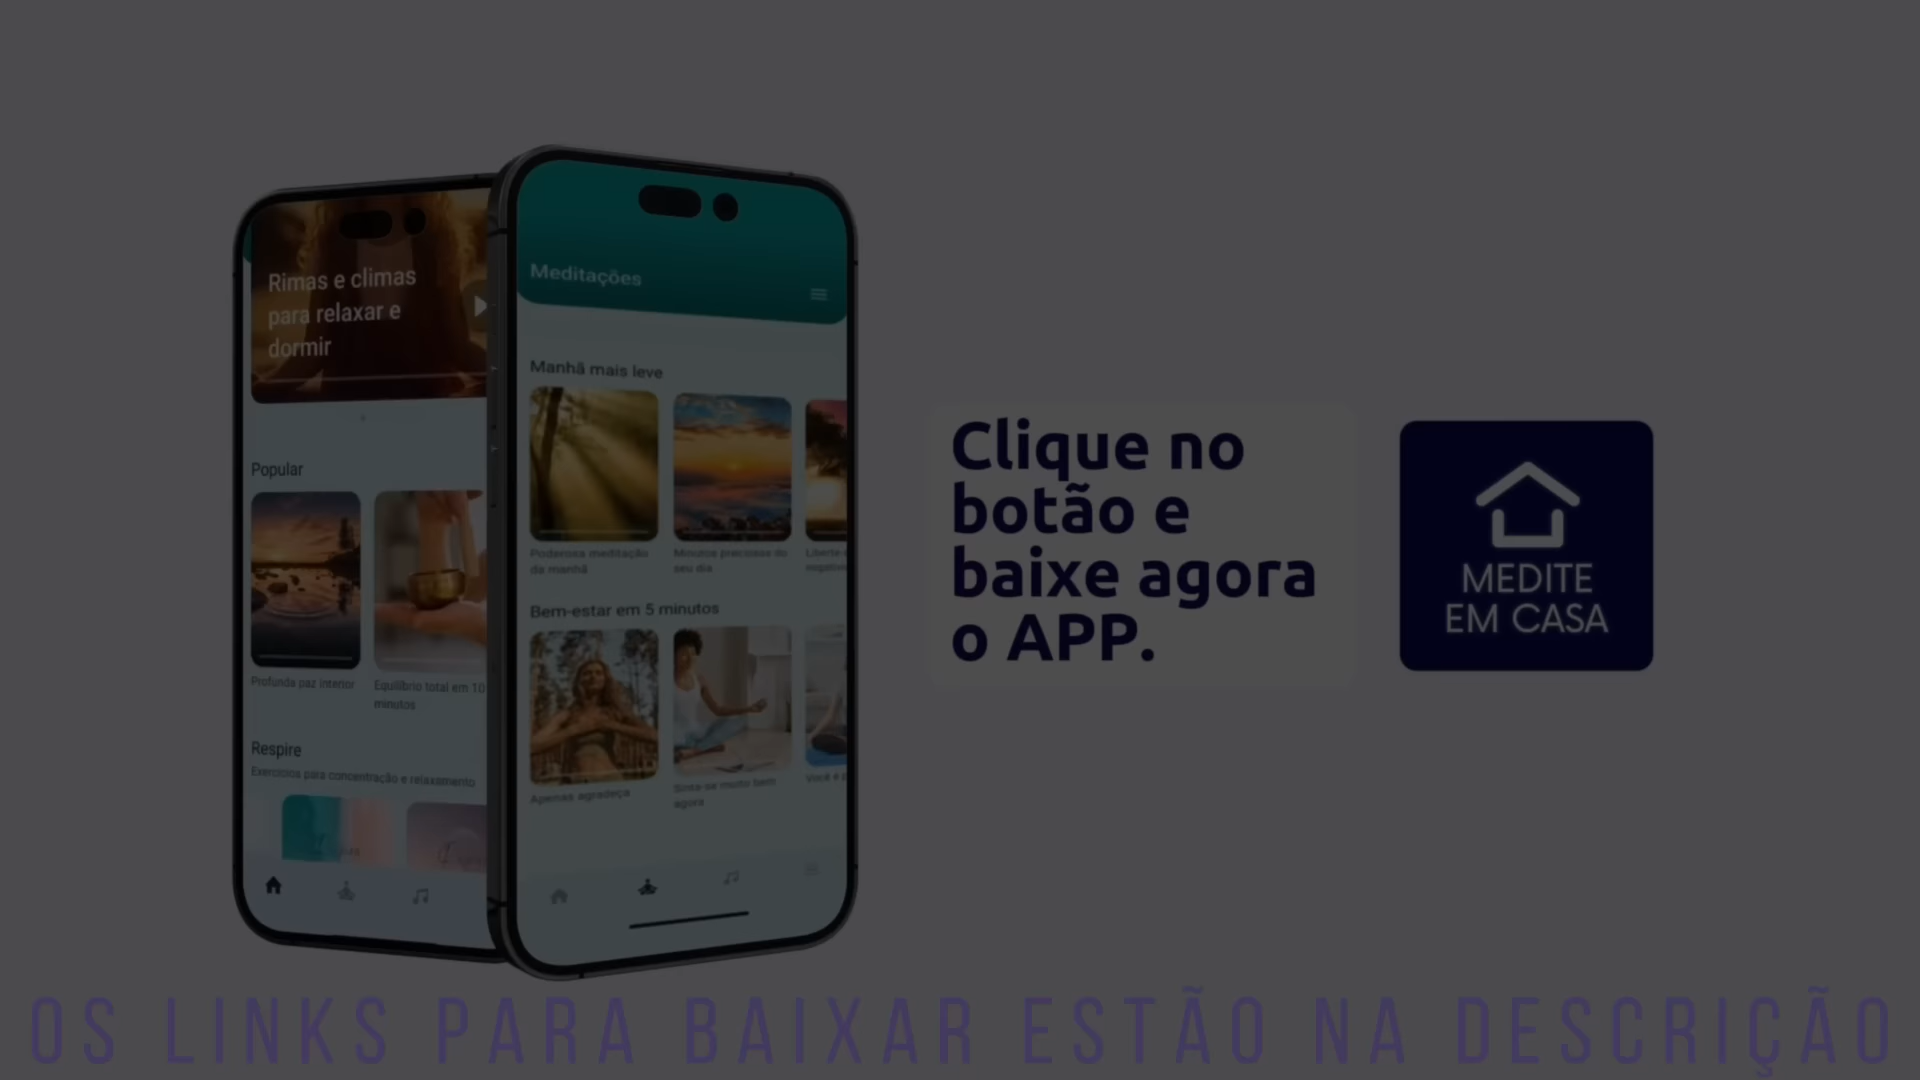 Rimas e climas
para relaxar e
dormir
Popular
Profunda paz interior
Equilíbrio total em 10
minutos
Respire
Exercícios para concentração e relaxamento
Meditações
Manhã mais leve
Poderosa meditação
da manhã
Minutos preciosos do
seu dia
Bem-estar em 5 minutos
Apenas agradeça
Sinta-se muito bem
agora
Você é
Clique no
botão e
baixe agora
o APP.
MEDITE
EM CASA
OS LINKS PARA BAIXAR ESTÃO NA DESCRIÇÃO